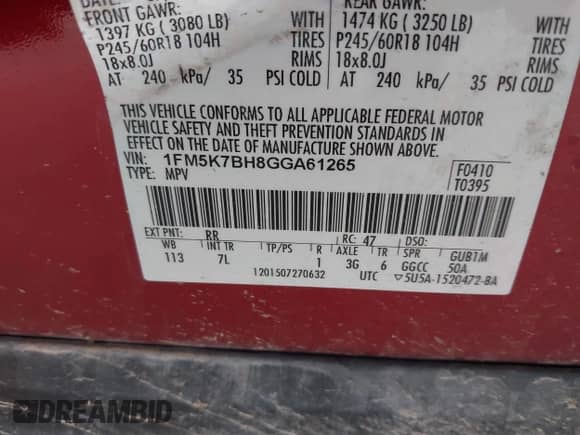 FRONT GAWR:
1397 KG ( 3080 LB)
P245/60R18 104H TIRES
18x8.0J RIMS
AT 240 kPa/ 35 PSI COLD
REAR GAWR:
1474 KG ( 3250 LB)
P245/60R18 104H TIRES
18x8.0J RIMS
AT 240 kPa/ 35 PSI COLD
THIS VEHICLE CONFORMS TO ALL APPLICABLE FEDERAL MOTOR
VEHICLE SAFETY AND THEFT PREVENTION STANDARDS IN
EFFECT ON THE DATE OF MANUFACTURE SHOWN ABOVE.
VIN: 1FM5K7BH8GGA61265
TYPE: MPV
F0410
T0395
EXT PNT: RR RC: 47 DSO:
WB INT TR TP/PS R AXLE TR SPR GUB1M
113 7L 1 3G 6 GGCC 50A
1201507270632 UTC ▽5U5A-1520472-BA
DREAMBID